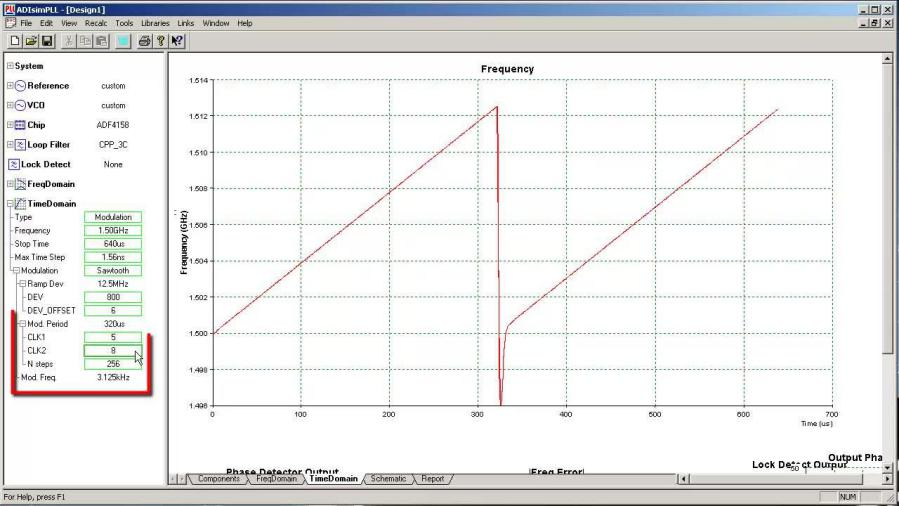 PLL ADIsimPLL - [Design1]
File Edit View Recalc Tools Libraries Links Window Help
System
Reference custom
VCO custom
Chip ADF4158
Loop Filter CPP_3C
Lock Detect None
FreqDomain
TimeDomain
Type Modulation
Frequency 1.50GHz
Stop Time 640us
Max Time Step 1.56ns
Modulation Sawtooth
Ramp Dev 12.5MHz
DEV 800
DEV_OFFSET 6
Mod. Period 320us
CLK1 5
CLK2 8
N steps 256
Mod. Freq. 3.125kHz
Frequency
1.514
1.512
1.510
1.508
1.506
1.504
1.502
1.500
1.498
1.496
Frequency (GHz)
0 100 200 300 400 500 600 700
Time (us)
Phase Detector Output
Freq Error
Lock Detect Output
50
Output Pha
Components FreqDomain TimeDomain Schematic Report
For Help, press F1
NUM